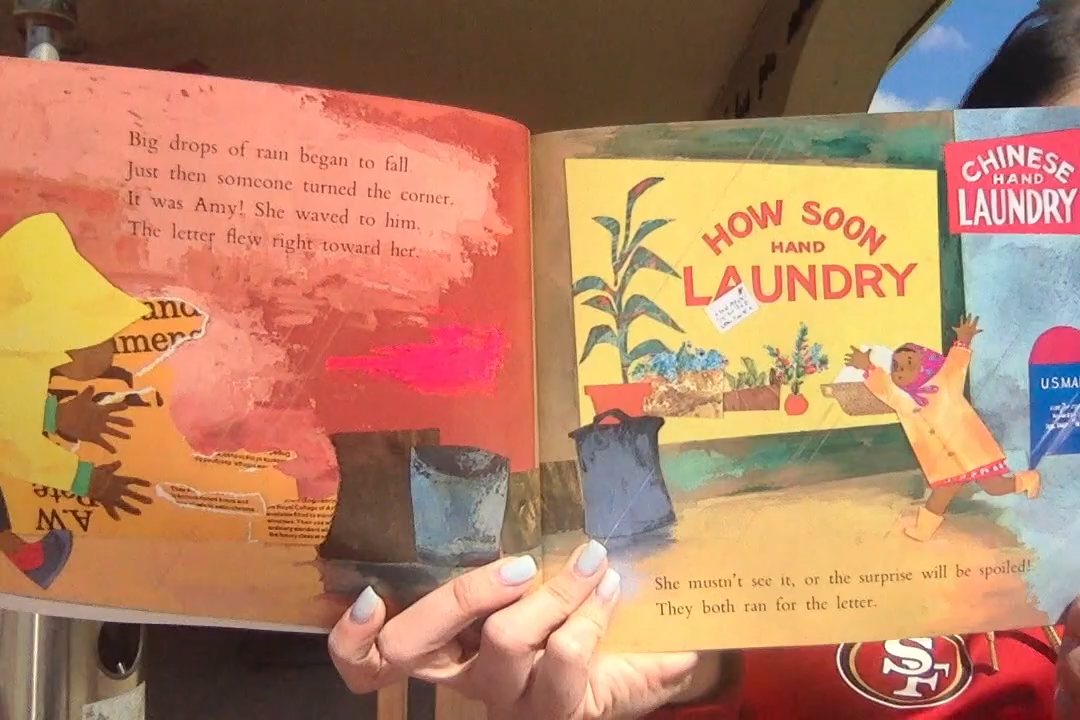 Big drops of rain began to fall.
Just then someone turned the corner.
It was Amy! She waved to him.
The letter flew right toward her.
and
A.W
HOW SOON
HAND
LAUNDRY
CHINESE
HAND
LAUNDRY
U.S.MA
She mustn't see it, or the surprise will be spoiled!
They both ran for the letter.
SF